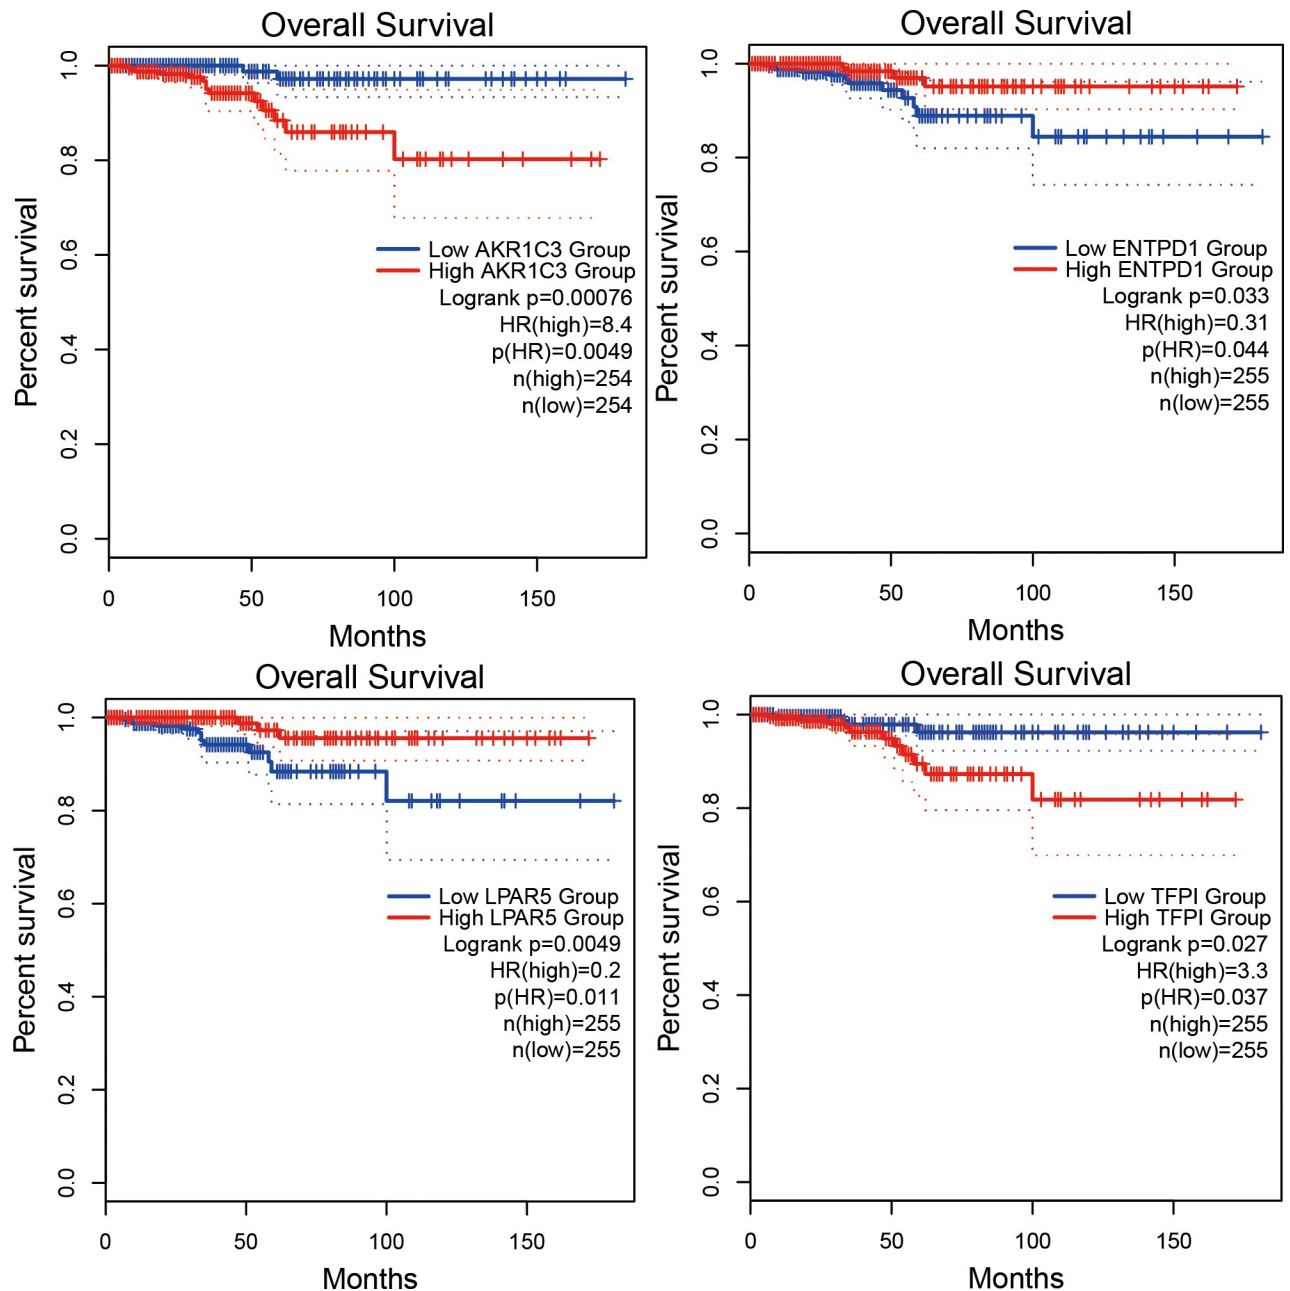 Overall Survival
Percent survival
1.0
0.8
0.6
0.4
0.2
0.0
Low AKR1C3 Group
High AKR1C3 Group
Logrank p=0.00076
HR(high)=8.4
p(HR)=0.0049
n(high)=254
n(low)=254
0 50 100 150
Months
Overall Survival
Percent survival
1.0
0.8
0.6
0.4
0.2
0.0
Low ENTPD1 Group
High ENTPD1 Group
Logrank p=0.033
HR(high)=0.31
p(HR)=0.044
n(high)=255
n(low)=255
0 50 100 150
Months
Overall Survival
Percent survival
1.0
0.8
0.6
0.4
0.2
0.0
Low LPAR5 Group
High LPAR5 Group
Logrank p=0.0049
HR(high)=0.2
p(HR)=0.011
n(high)=255
n(low)=255
0 50 100 150
Months
Overall Survival
Percent survival
1.0
0.8
0.6
0.4
0.2
0.0
Low TFPI Group
High TFPI Group
Logrank p=0.027
HR(high)=3.3
p(HR)=0.037
n(high)=255
n(low)=255
0 50 100 150
Months